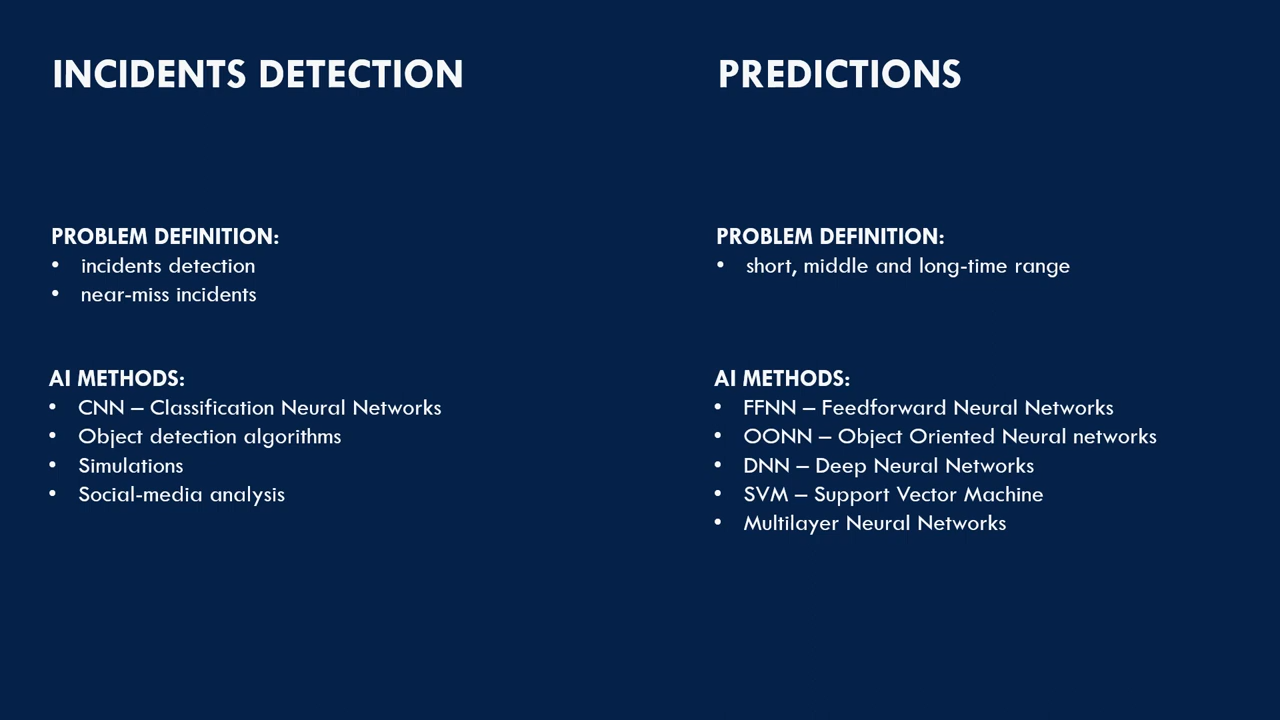 INCIDENTS DETECTION
PROBLEM DEFINITION:
• incidents detection
• near-miss incidents
AI METHODS:
• CNN – Classification Neural Networks
• Object detection algorithms
• Simulations
• Social-media analysis
PREDICTIONS
PROBLEM DEFINITION:
• short, middle and long-time range
AI METHODS:
• FFNN – Feedforward Neural Networks
• OONN – Object Oriented Neural networks
• DNN – Deep Neural Networks
• SVM – Support Vector Machine
• Multilayer Neural Networks